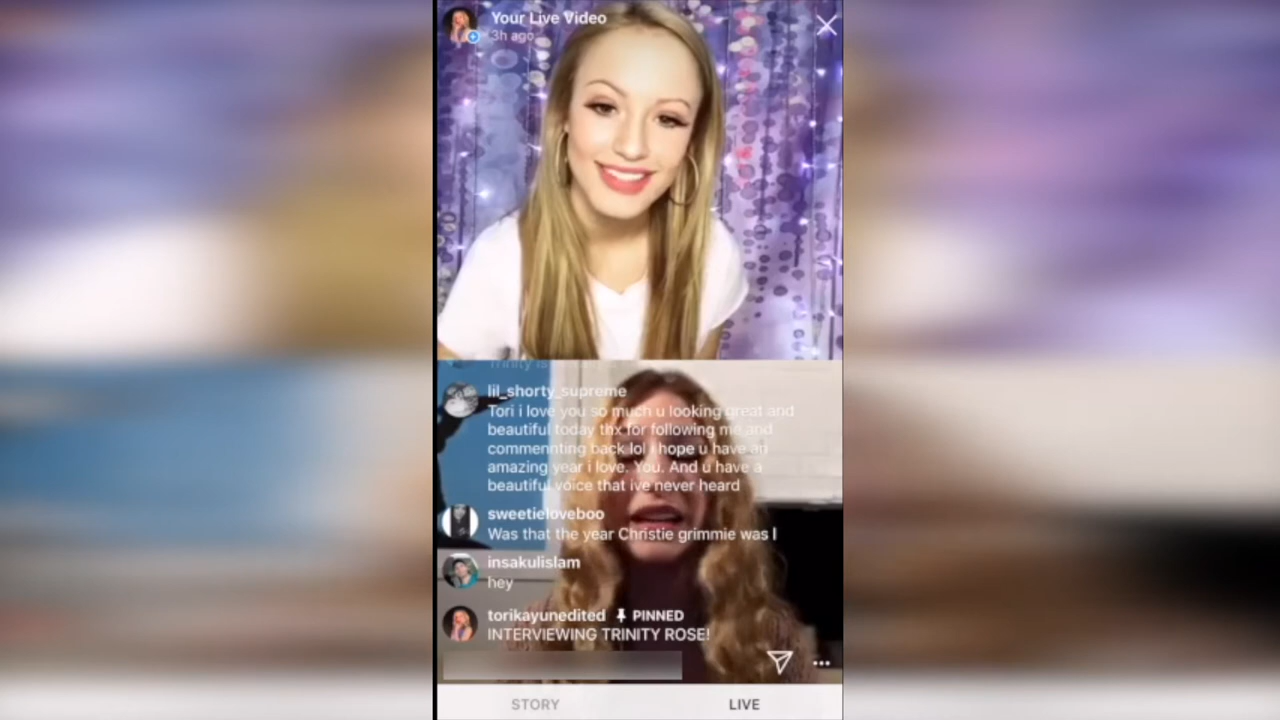 Your Live Video
3h ago
lil_shorty_supreme
Tori i love you so much u looking great and
beautiful today thx for following me and
commennting back lol i hope u have an
amazing year i love. You. And u have a
beautiful voice that ive never heard
sweetieloveboo
Was that the year Christie grimmie was I
insakulislam
hey
torikayunedited PINNED
INTERVIEWING TRINITY ROSE!
STORY
LIVE